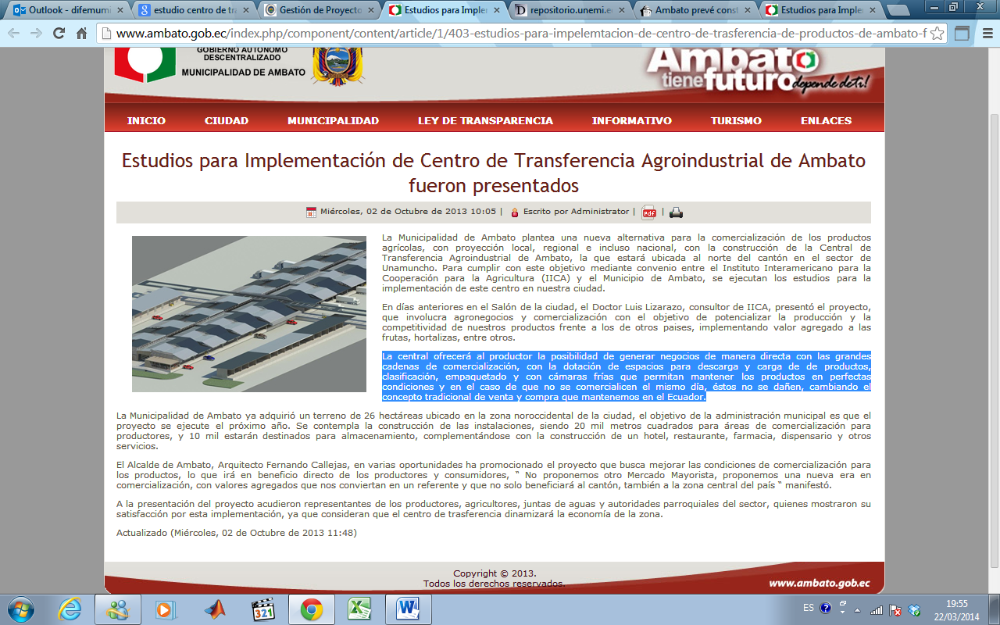 Outlook - difemumi
estudio centro de tra
Gestión de Proyecto
Estudios para Implem
repositorio.unemi.ec
Ambato prevé const
Estudios para Implem
www.ambato.gob.ec/index.php/component/content/article/1/403-estudios-para-impelemtacion-de-centro-de-trasferencia-de-productos-de-ambato-f
GOBIERNO AUTÓNOMO
DESCENTRALIZADO
MUNICIPALIDAD DE AMBATO
Ambato
tiene futuro depende de ti!
INICIO CIUDAD MUNICIPALIDAD LEY DE TRANSPARENCIA INFORMATIVO TURISMO ENLACES
Estudios para Implementación de Centro de Transferencia Agroindustrial de Ambato
fueron presentados
Miércoles, 02 de Octubre de 2013 10:05 | Escrito por Administrator | |
La Municipalidad de Ambato plantea una nueva alternativa para la comercialización de los productos
agrícolas, con proyección local, regional e incluso nacional, con la construcción de la Central de
Transferencia Agroindustrial de Ambato, la que estará ubicada al norte del cantón en el sector de
Unamuncho. Para cumplir con este objetivo mediante convenio entre el Instituto Interamericano para la
Cooperación para la Agricultura (IICA) y el Municipio de Ambato, se ejecutan los estudios para la
implementación de este centro en nuestra ciudad.
En días anteriores en el Salón de la ciudad, el Doctor Luis Lizarazo, consultor de IICA, presentó el proyecto,
que involucra agronegocios y comercialización con el objetivo de potencializar la producción y la
competitividad de nuestros productos frente a los de otros paises, implementando valor agregado a las
frutas, hortalizas, entre otros.
La central ofrecerá al productor la posibilidad de generar negocios de manera directa con las grandes
cadenas de comercialización, con la dotación de espacios para descarga y carga de de productos,
clasificación, empaquetado y con cámaras frías que permitan mantener los productos en perfectas
condiciones y en el caso de que no se comercialicen el mismo día, éstos no se dañen, cambiando el
concepto tradicional de venta y compra que mantenemos en el Ecuador.
La Municipalidad de Ambato ya adquirió un terreno de 26 hectáreas ubicado en la zona noroccidental de la ciudad, el objetivo de la administración municipal es que el
proyecto se ejecute el próximo año. Se contempla la construcción de las instalaciones, siendo 20 mil metros cuadrados para áreas de comercialización para
productores, y 10 mil estarán destinados para almacenamiento, complementándose con la construcción de un hotel, restaurante, farmacia, dispensario y otros
servicios.
El Alcalde de Ambato, Arquitecto Fernando Callejas, en varias oportunidades ha promocionado el proyecto que busca mejorar las condiciones de comercialización para
los productos, lo que irá en beneficio directo de los productores y consumidores, " No proponemos otro Mercado Mayorista, proponemos una nueva era en
comercialización, con valores agregados que nos conviertan en un referente y que no solo beneficiará al cantón, también a la zona central del país " manifestó.
A la presentación del proyecto acudieron representantes de los productores, agricultores, juntas de aguas y autoridades parroquiales del sector, quienes mostraron su
satisfacción por esta implementación, ya que consideran que el centro de trasferencia dinamizará la economía de la zona.
Actualizado (Miércoles, 02 de Octubre de 2013 11:48)
Copyright © 2013.
Todos los derechos reservados.
www.ambato.gob.ec
321
ES
19:55
22/03/2014